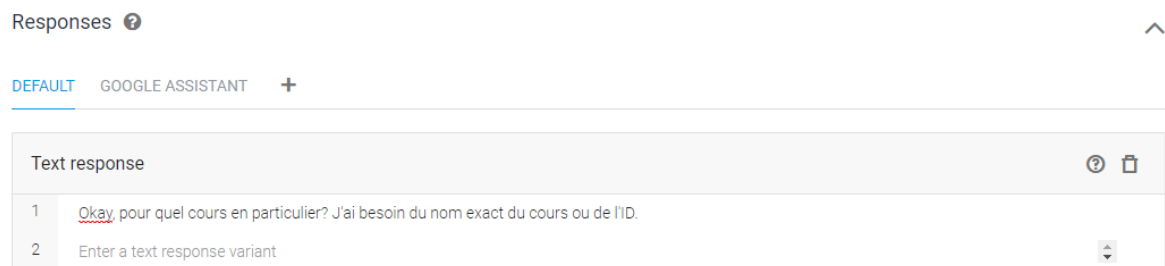 Responses
DEFAULT GOOGLE ASSISTANT +
Text response
1 Okay, pour quel cours en particulier? J'ai besoin du nom exact du cours ou de l'ID.
2 Enter a text response variant